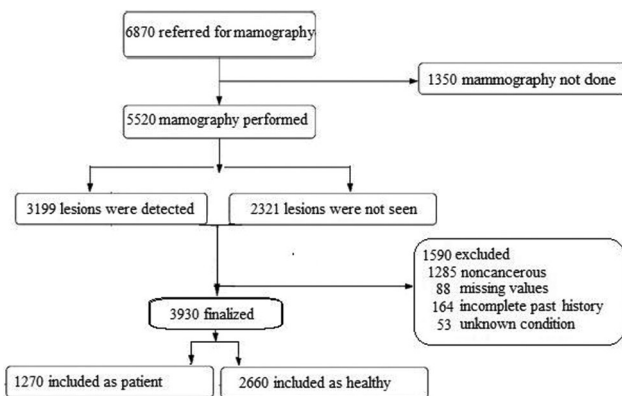 6870 referred for mamography
1350 mammography not done
5520 mamography performed
3199 lesions were detected
2321 lesions were not seen
1590 excluded
1285 noncancerous
88 missing values
164 incomplete past history
53 unknown condition
3930 finalized
1270 included as patient
2660 included as healthy